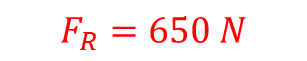 F_R = 650 N